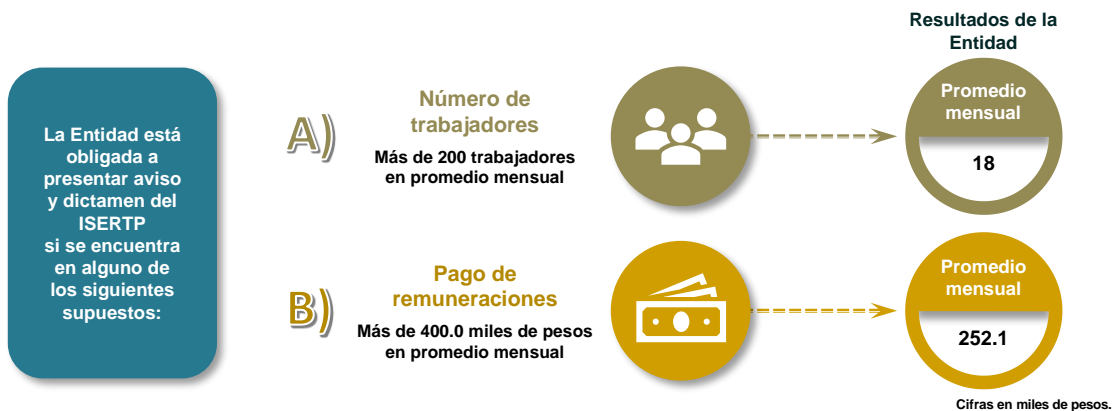 La Entidad está
obligada a
presentar aviso
y dictamen del
ISERTP
si se encuentra
en alguno de
los siguientes
supuestos:
A)
Número de
trabajadores
Más de 200 trabajadores
en promedio mensual
Resultados de la
Entidad
Promedio
mensual
18
B)
Pago de
remuneraciones
Más de 400.0 miles de pesos
en promedio mensual
Promedio
mensual
252.1
Cifras en miles de pesos.